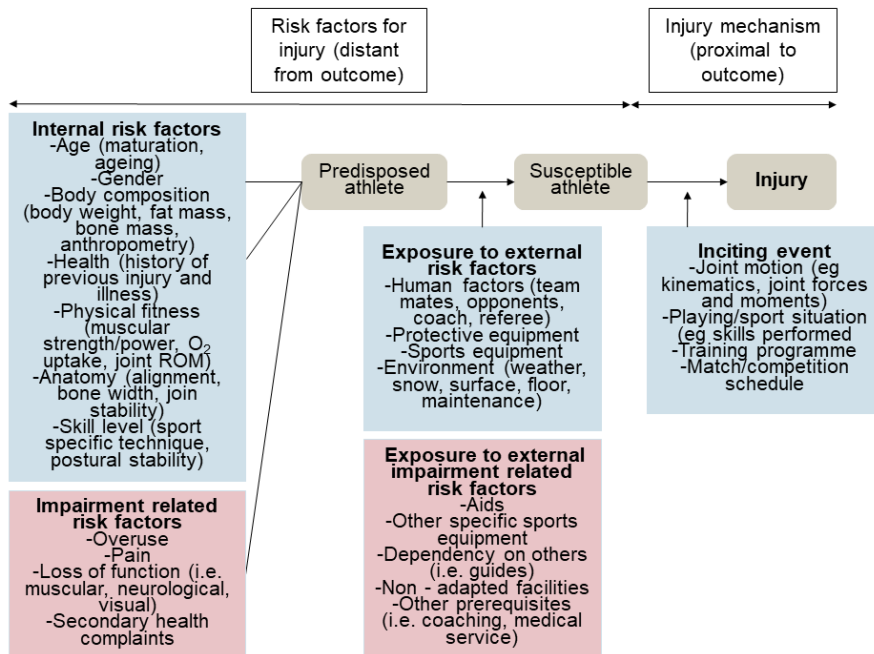 Risk factors for
injury (distant
from outcome)
Injury mechanism
(proximal to
outcome)
Internal risk factors
-Age (maturation,
ageing)
-Gender
-Body composition
(body weight, fat mass,
bone mass,
anthropometry)
-Health (history of
previous injury and
illness)
-Physical fitness
(muscular
strength/power, O2
uptake, joint ROM)
-Anatomy (alignment,
bone width, join
stability)
-Skill level (sport
specific technique,
postural stability)
Impairment related
risk factors
-Overuse
-Pain
-Loss of function (i.e.
muscular, neurological,
visual)
-Secondary health
complaints
Predisposed
athlete
Susceptible
athlete
Injury
Exposure to external
risk factors
-Human factors (team
mates, opponents,
coach, referee)
-Protective equipment
-Sports equipment
-Environment (weather,
snow, surface, floor,
maintenance)
Exposure to external
impairment related
risk factors
-Aids
-Other specific sports
equipment
-Dependency on others
(i.e. guides)
-Non - adapted facilities
-Other prerequisites
(i.e. coaching, medical
service)
Inciting event
-Joint motion (eg
kinematics, joint forces
and moments)
-Playing/sport situation
(eg skills performed
-Training programme
-Match/competition
schedule